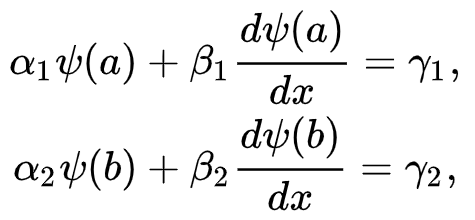 α₁ψ(a) + β₁ dψ(a)/dx = γ₁,
α₂ψ(b) + β₂ dψ(b)/dx = γ₂,